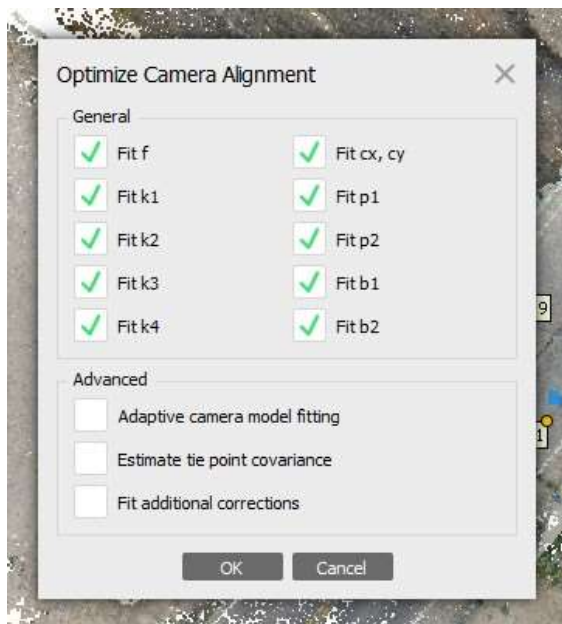 Optimize Camera Alignment
General
Fit f
Fit cx, cy
Fit k1
Fit p1
Fit k2
Fit p2
Fit k3
Fit b1
Fit k4
Fit b2
9
1
Advanced
Adaptive camera model fitting
Estimate tie point covariance
Fit additional corrections
OK
Cancel